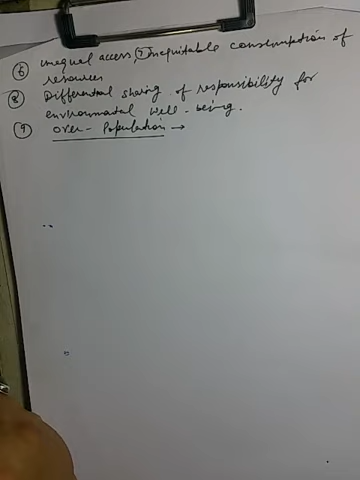 ⑥ unequal access, ⑦ Inequitable consumption of
resources
⑧ Differential sharing of responsibility for
environmatal well-being.
⑨ Over-Population →